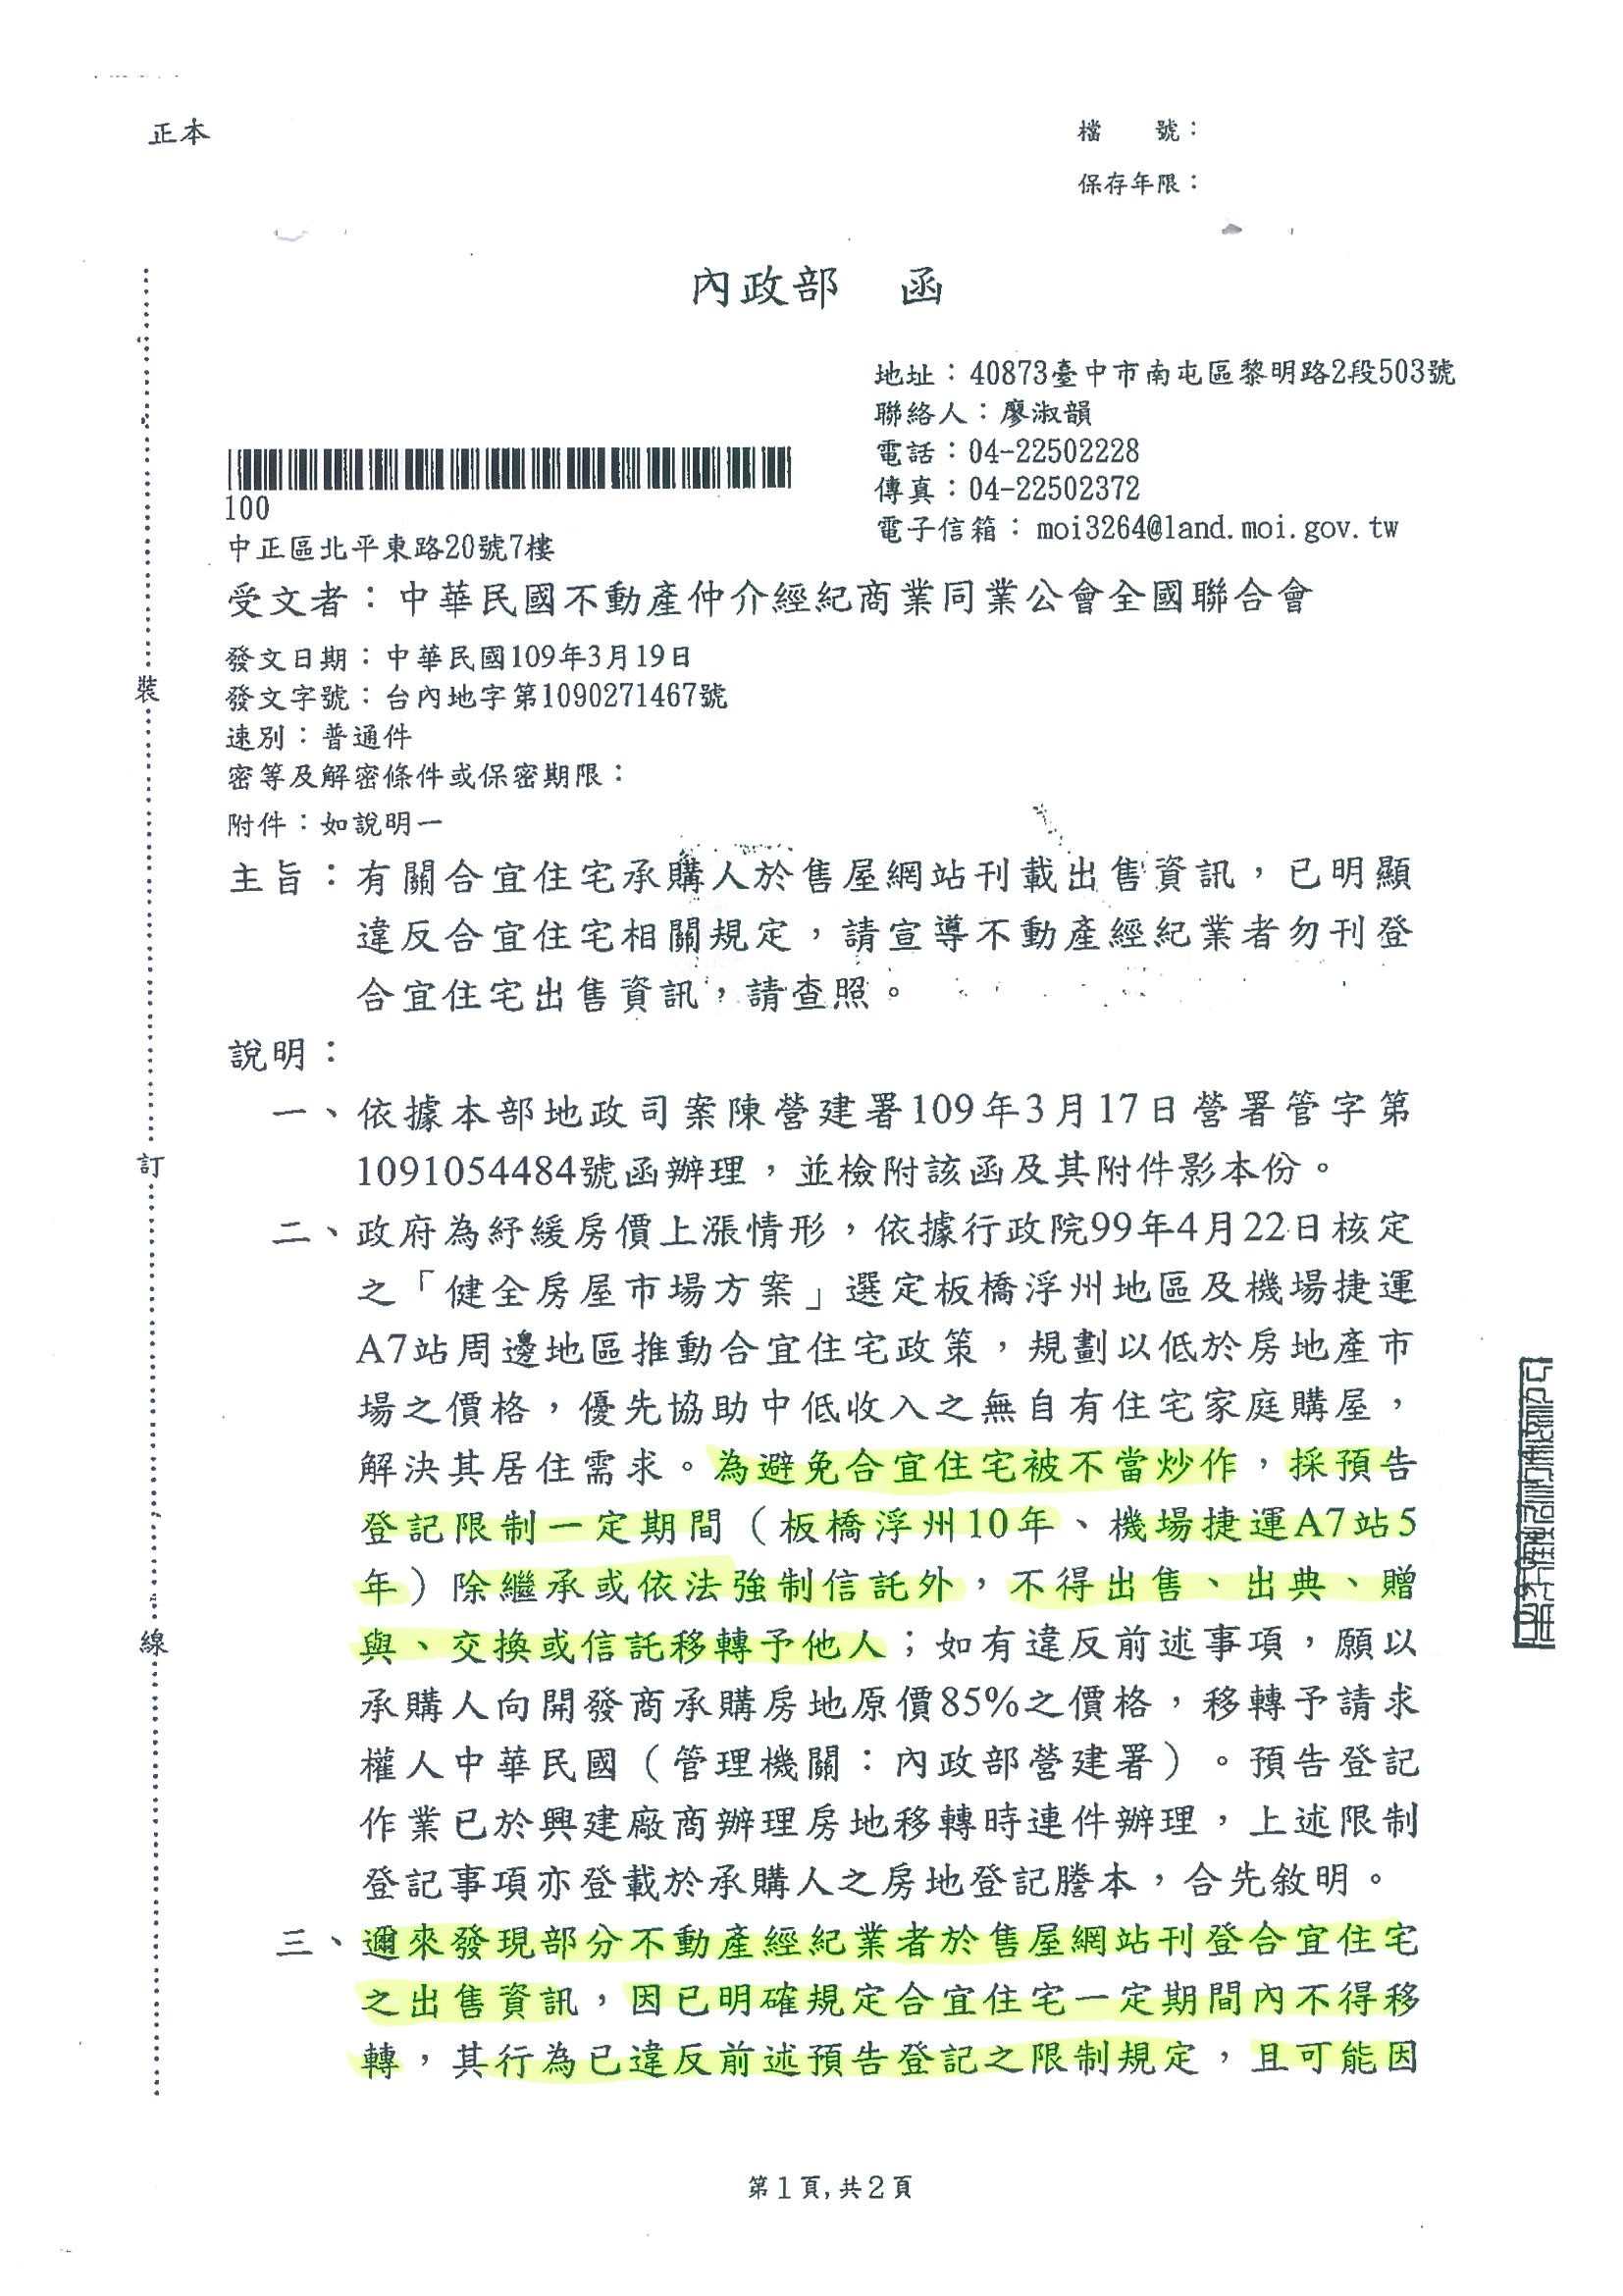 正本
檔　　號：
保存年限：
內政部　函
地址：40873臺中市南屯區黎明路2段503號
聯絡人：廖淑韻
電話：04-22502228
傳真：04-22502372
電子信箱：moi3264@land.moi.gov.tw
100
中正區北平東路20號7樓
受文者：中華民國不動產仲介經紀商業同業公會全國聯合會
發文日期：中華民國109年3月19日
發文字號：台內地字第1090271467號
速別：普通件
密等及解密條件或保密期限：
附件：如說明一
主旨：有關合宜住宅承購人於售屋網站刊載出售資訊，已明顯
違反合宜住宅相關規定，請宣導不動產經紀業者勿刊登
合宜住宅出售資訊，請查照。
說明：
一、依據本部地政司案陳營建署109年3月17日營署管字第
1091054484號函辦理，並檢附該函及其附件影本份。
二、政府為紓緩房價上漲情形，依據行政院99年4月22日核定
之「健全房屋市場方案」選定板橋浮州地區及機場捷運
A7站周邊地區推動合宜住宅政策，規劃以低於房地產市
場之價格，優先協助中低收入之無自有住宅家庭購屋，
解決其居住需求。為避免合宜住宅被不當炒作，採預告
登記限制一定期間（板橋浮州10年、機場捷運A7站5
年）除繼承或依法強制信託外，不得出售、出典、贈
與、交換或信託移轉予他人；如有違反前述事項，願以
承購人向開發商承購房地原價85%之價格，移轉予請求
權人中華民國（管理機關：內政部營建署）。預告登記
作業已於興建廠商辦理房地移轉時連件辦理，上述限制
登記事項亦登載於承購人之房地登記謄本，合先敘明。
三、邇來發現部分不動產經紀業者於售屋網站刊登合宜住宅
之出售資訊，因已明確規定合宜住宅一定期間內不得移
轉，其行為已違反前述預告登記之限制規定，且可能因
裝
訂
線
第1頁,共2頁